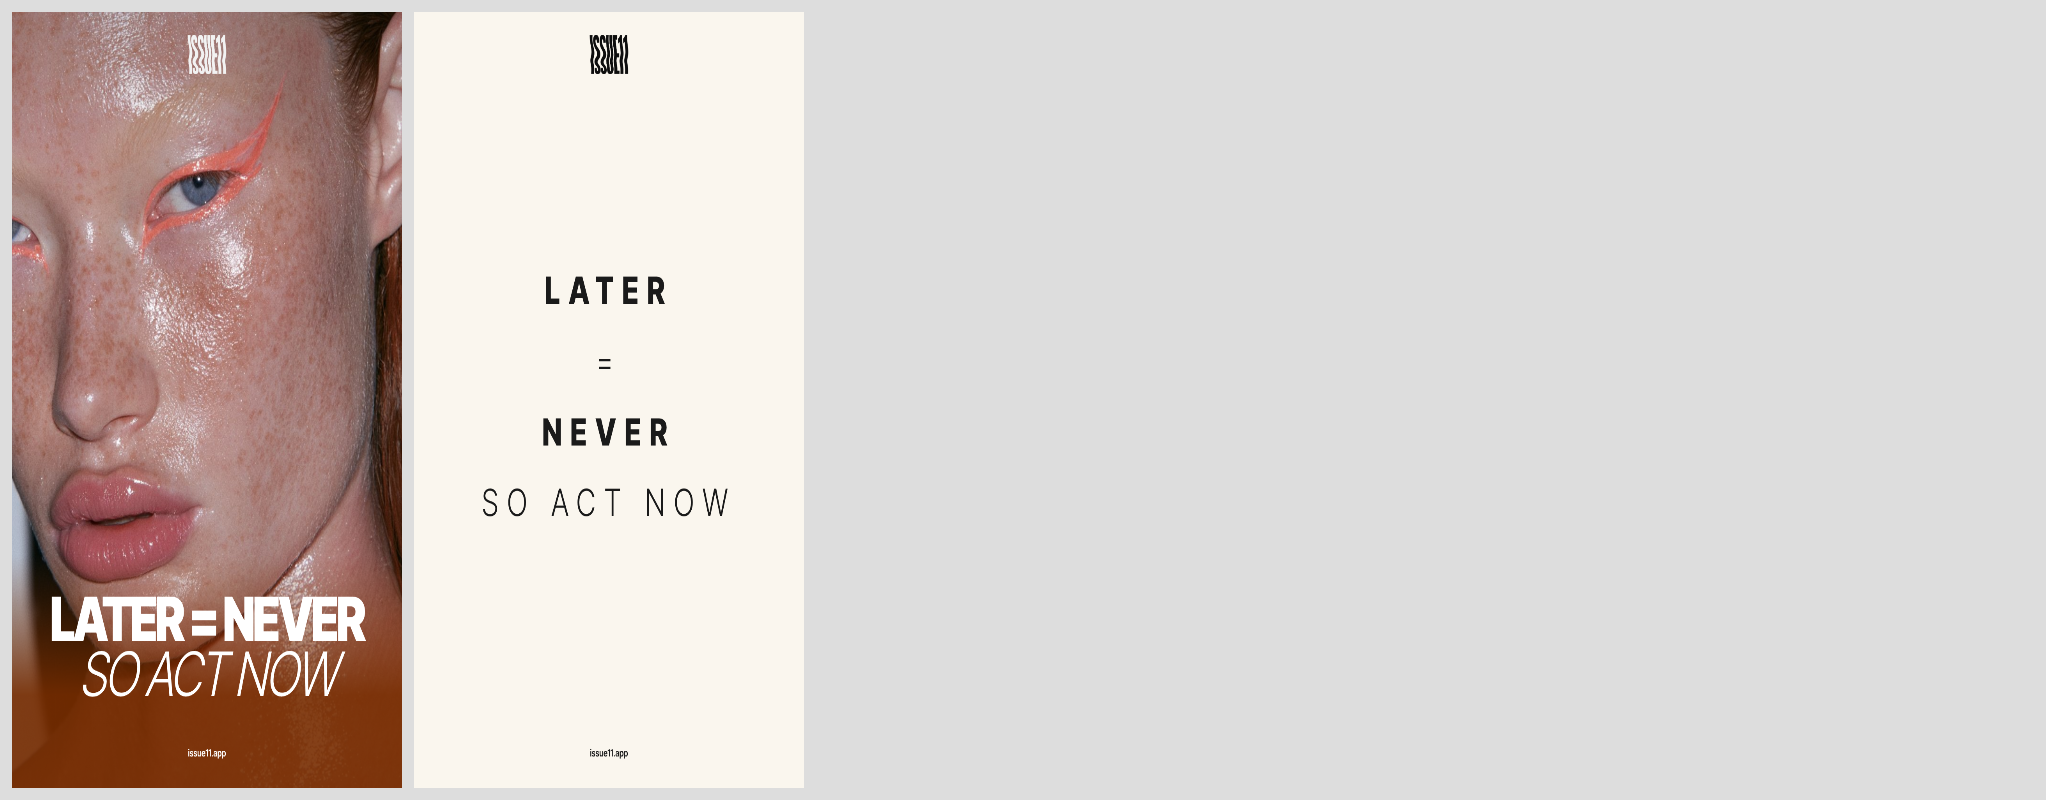 ISSUE11
LATER = NEVER
SO ACT NOW
issue11.app
ISSUE11
LATER
=
NEVER
SO ACT NOW
issue11.app